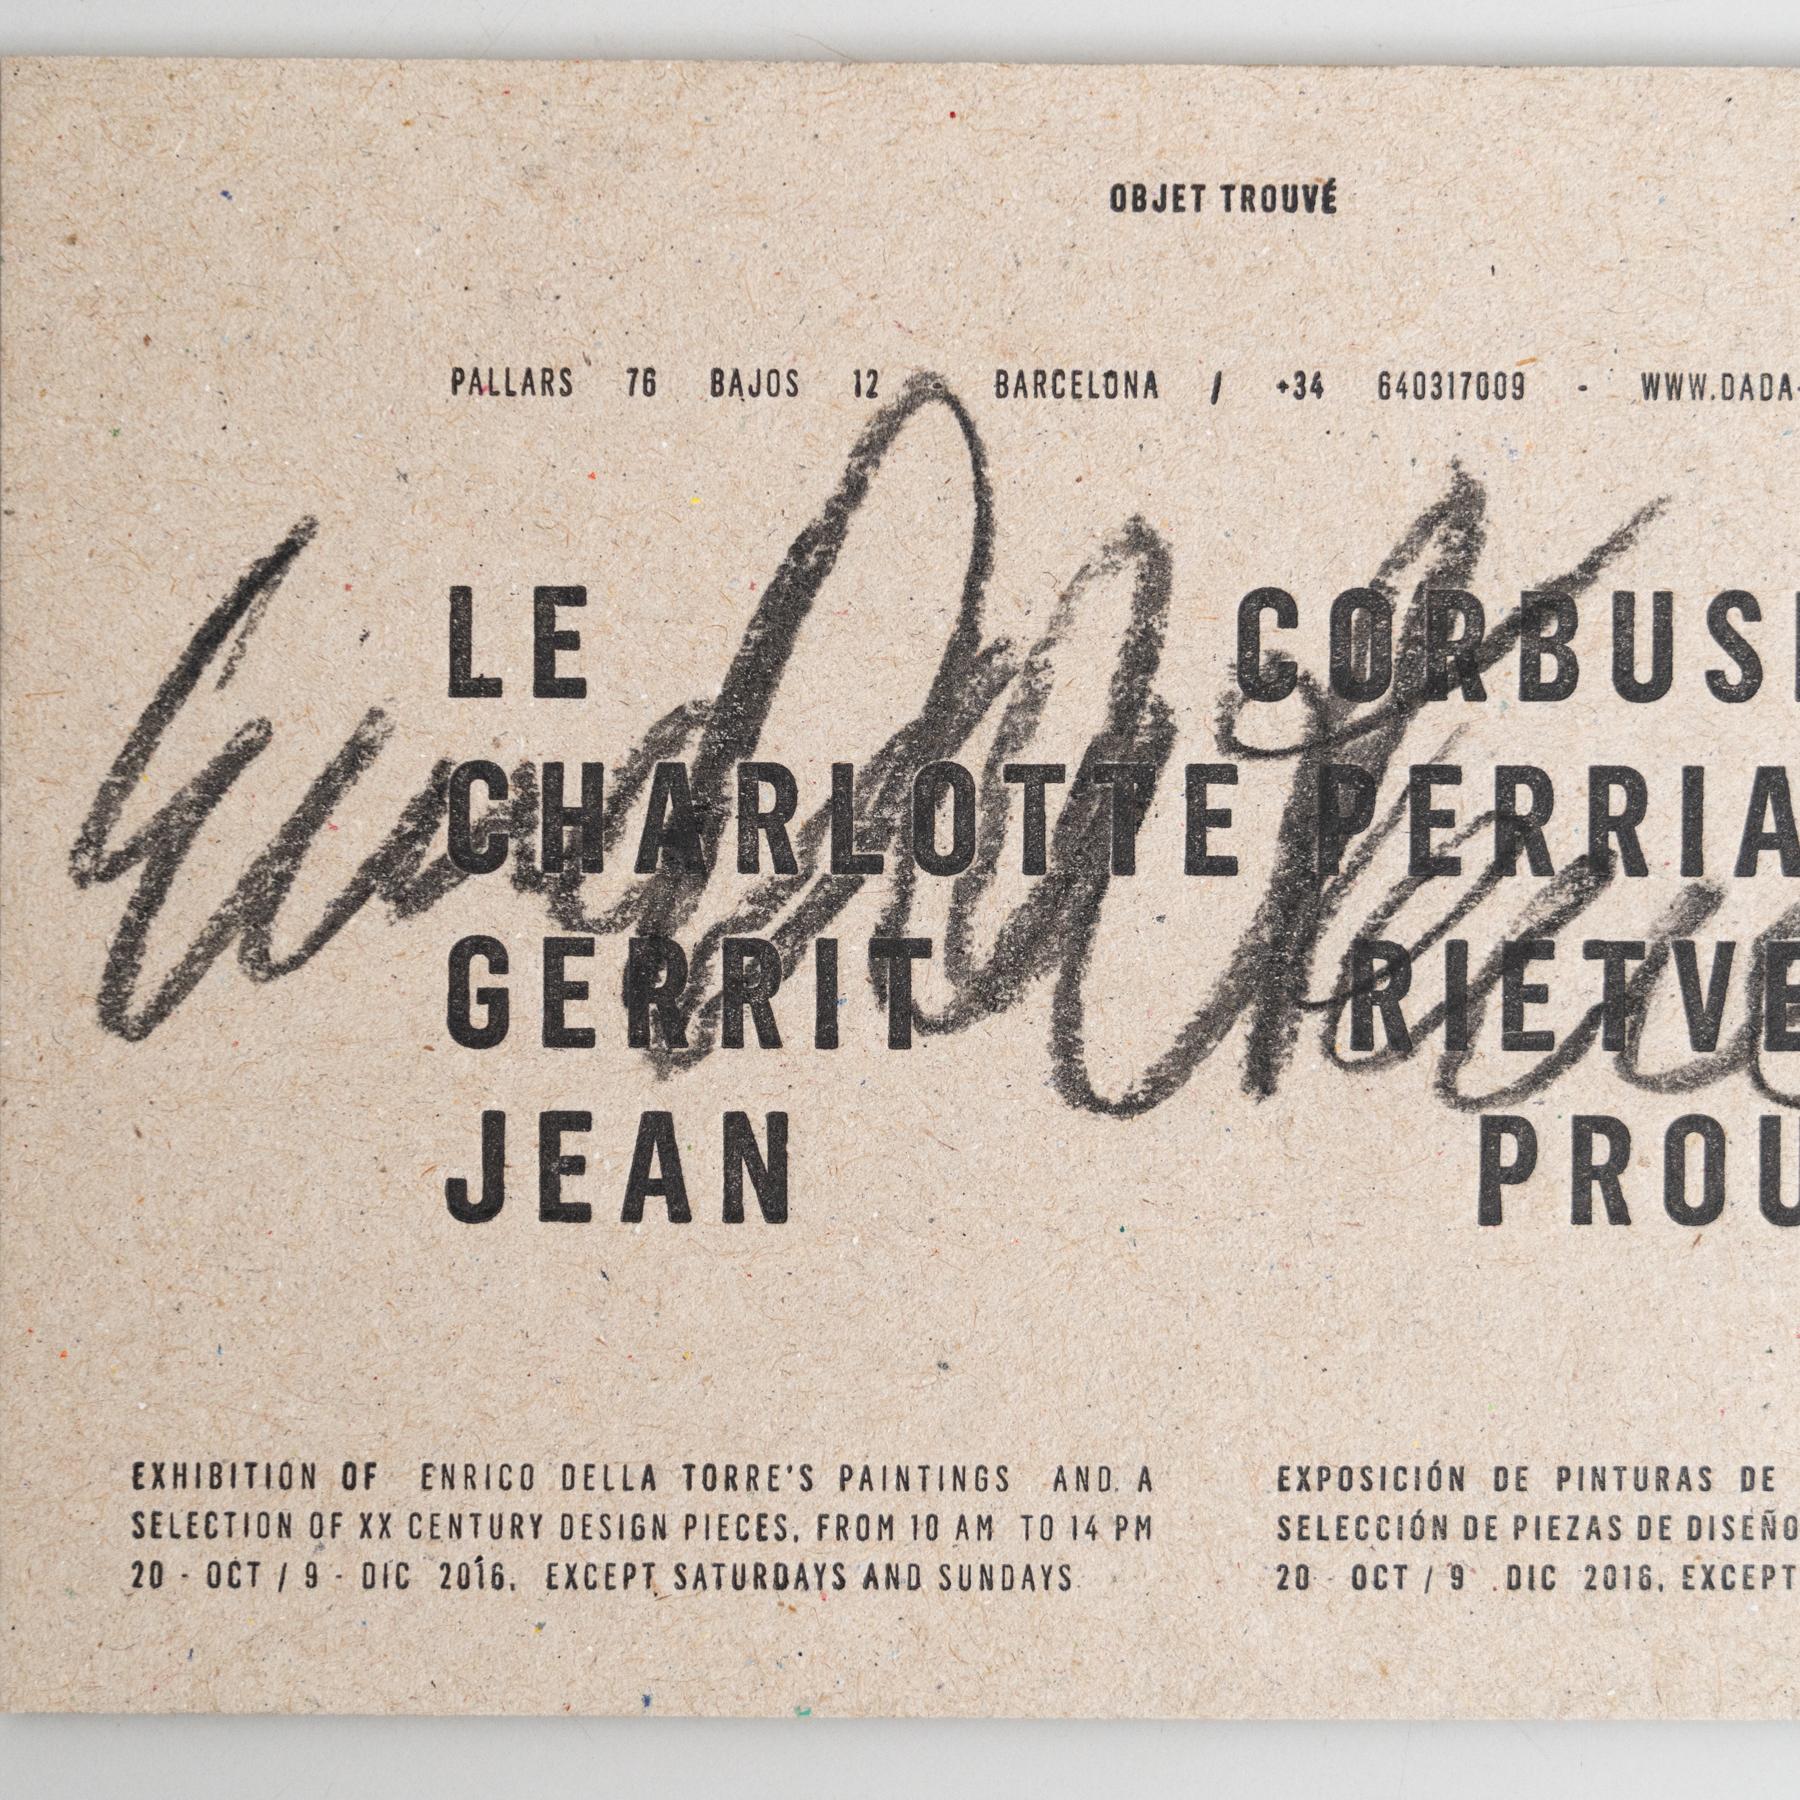 OBJET TROUVÉ
PALLARS 76 BAJOS 12 BARCELONA / +34 640317009 - WWW.DADA-
LE CORBUSI
CHARLOTTE PERRIA
GERRIT RIETVE
JEAN PROU
EXHIBITION OF ENRICO DELLA TORRE'S PAINTINGS AND A
SELECTION OF XX CENTURY DESIGN PIECES, FROM 10 AM TO 14 PM
20 - OCT / 9 - DIC 2016, EXCEPT SATURDAYS AND SUNDAYS
EXPOSICIÓN DE PINTURAS DE
SELECCIÓN DE PIEZAS DE DISEÑO
20 - OCT / 9 . DIC 2016, EXCEPT